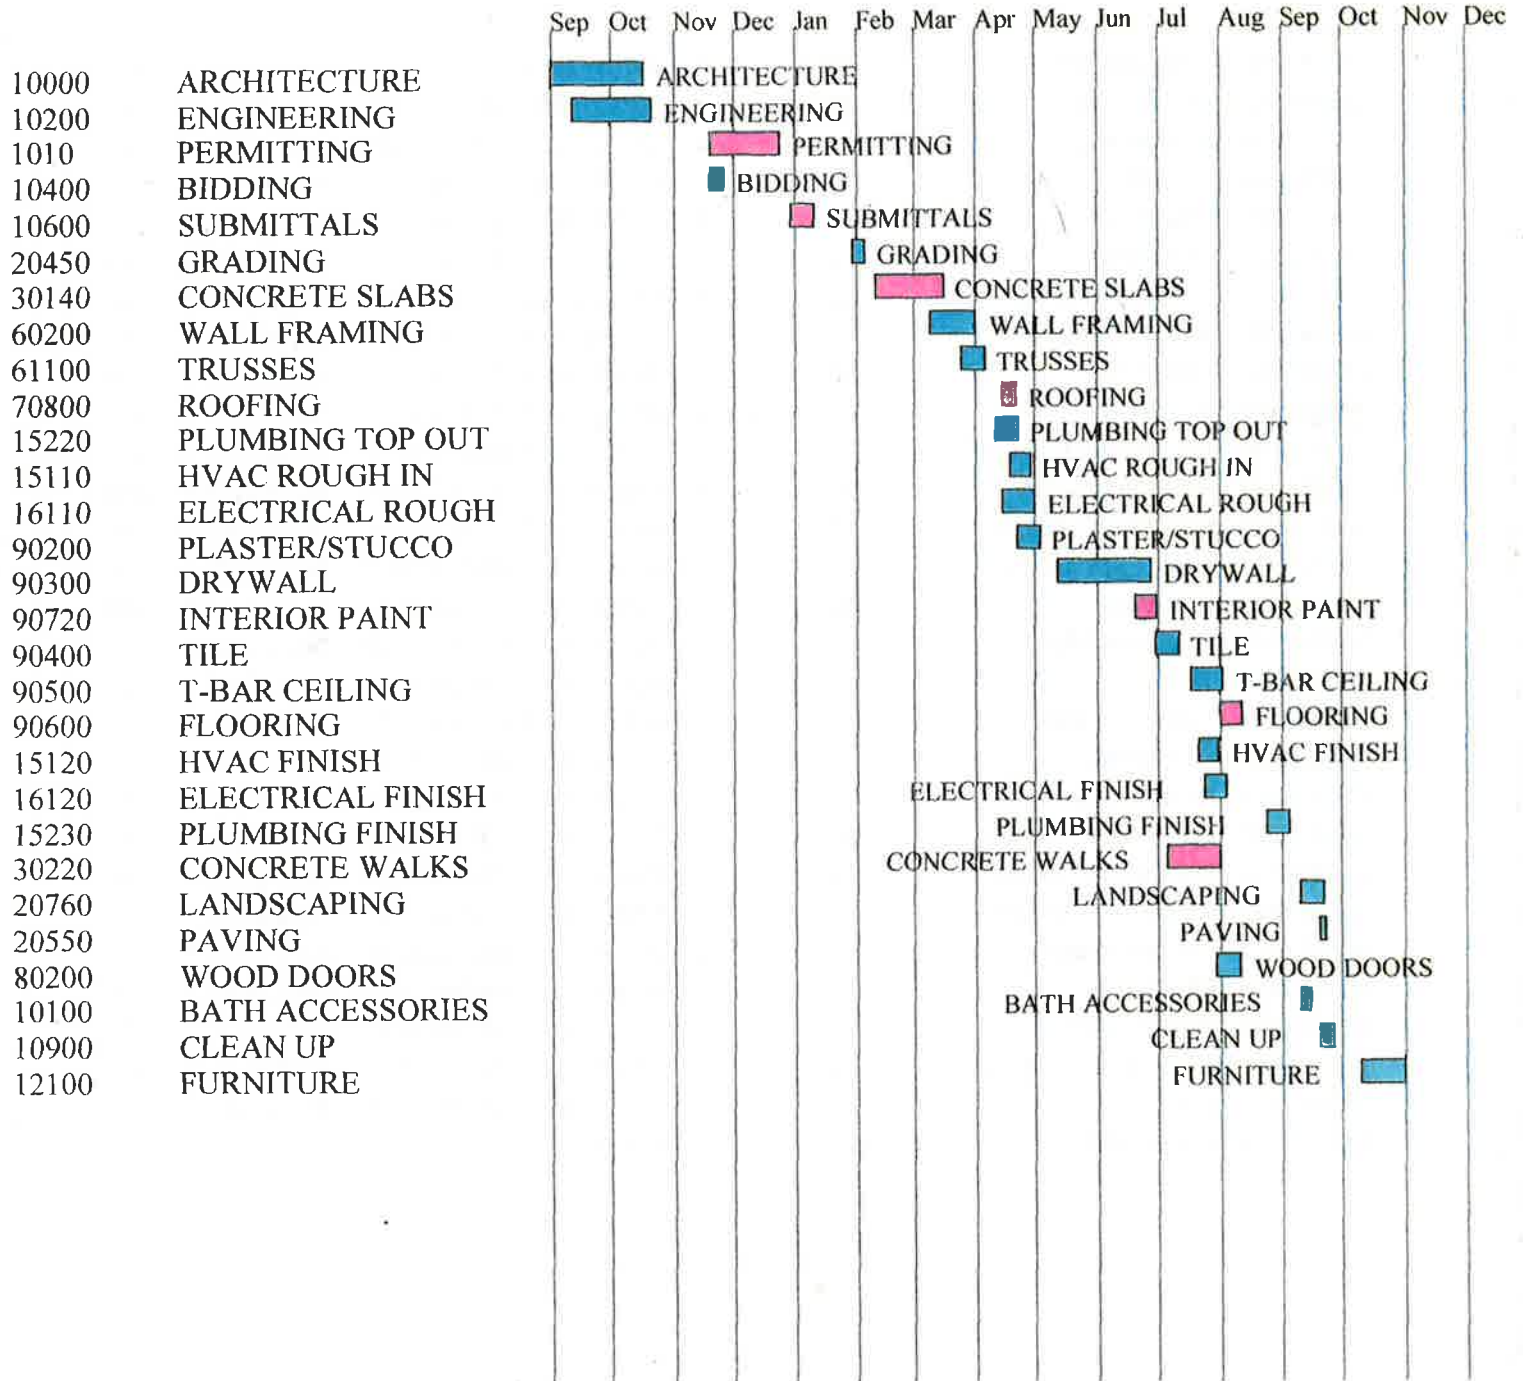 Sep Oct Nov Dec Jan Feb Mar Apr May Jun Jul Aug Sep Oct Nov Dec
10000 ARCHITECTURE ARCHITECTURE
10200 ENGINEERING ENGINEERING
1010 PERMITTING PERMITTING
10400 BIDDING BIDDING
10600 SUBMITTALS SUBMITTALS
20450 GRADING GRADING
30140 CONCRETE SLABS CONCRETE SLABS
60200 WALL FRAMING WALL FRAMING
61100 TRUSSES TRUSSES
70800 ROOFING ROOFING
15220 PLUMBING TOP OUT PLUMBING TOP OUT
15110 HVAC ROUGH IN HVAC ROUGH IN
16110 ELECTRICAL ROUGH ELECTRICAL ROUGH
90200 PLASTER/STUCCO PLASTER/STUCCO
90300 DRYWALL DRYWALL
90720 INTERIOR PAINT INTERIOR PAINT
90400 TILE TILE
90500 T-BAR CEILING T-BAR CEILING
90600 FLOORING FLOORING
15120 HVAC FINISH HVAC FINISH
16120 ELECTRICAL FINISH ELECTRICAL FINISH
15230 PLUMBING FINISH PLUMBING FINISH
30220 CONCRETE WALKS CONCRETE WALKS
20760 LANDSCAPING LANDSCAPING
20550 PAVING PAVING
80200 WOOD DOORS WOOD DOORS
10100 BATH ACCESSORIES BATH ACCESSORIES
10900 CLEAN UP CLEAN UP
12100 FURNITURE FURNITURE